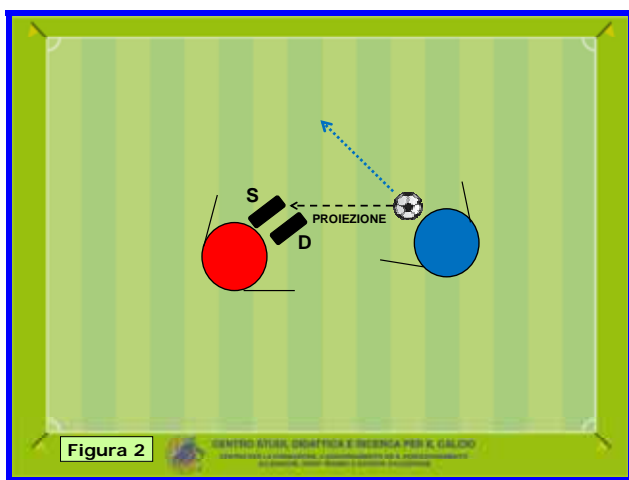 S
PROIEZIONE
D
Figura 2
CENTRO STUDI, DIDATTICA E RICERCA PER IL CALCIO